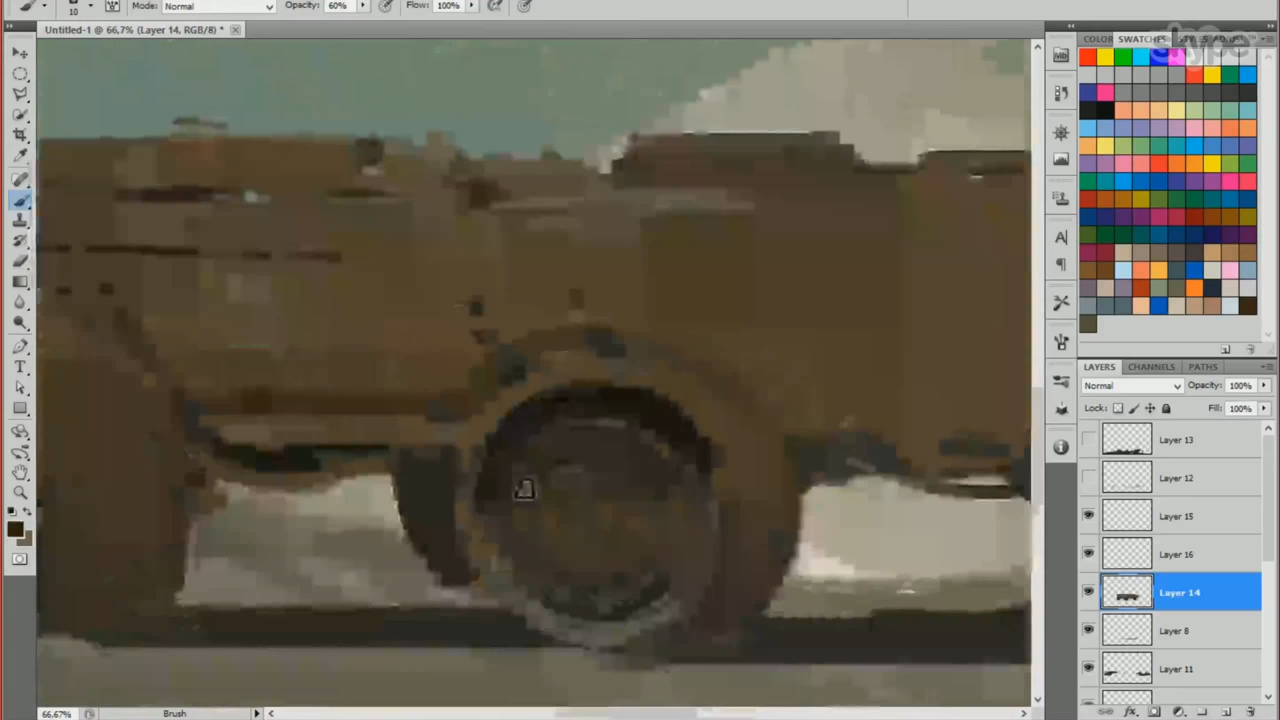 10
Mode: Normal
Opacity: 60%
Flow: 100%
Untitled-1 @ 66,7% (Layer 14, RGB/8) *
COLOR
SWATCHES
skype
LAYERS
CHANNELS
PATHS
Normal
Opacity: 100%
Lock:
Fill: 100%
Layer 13
Layer 12
Layer 15
Layer 16
Layer 14
Layer 8
Layer 11
66,67%
Brush